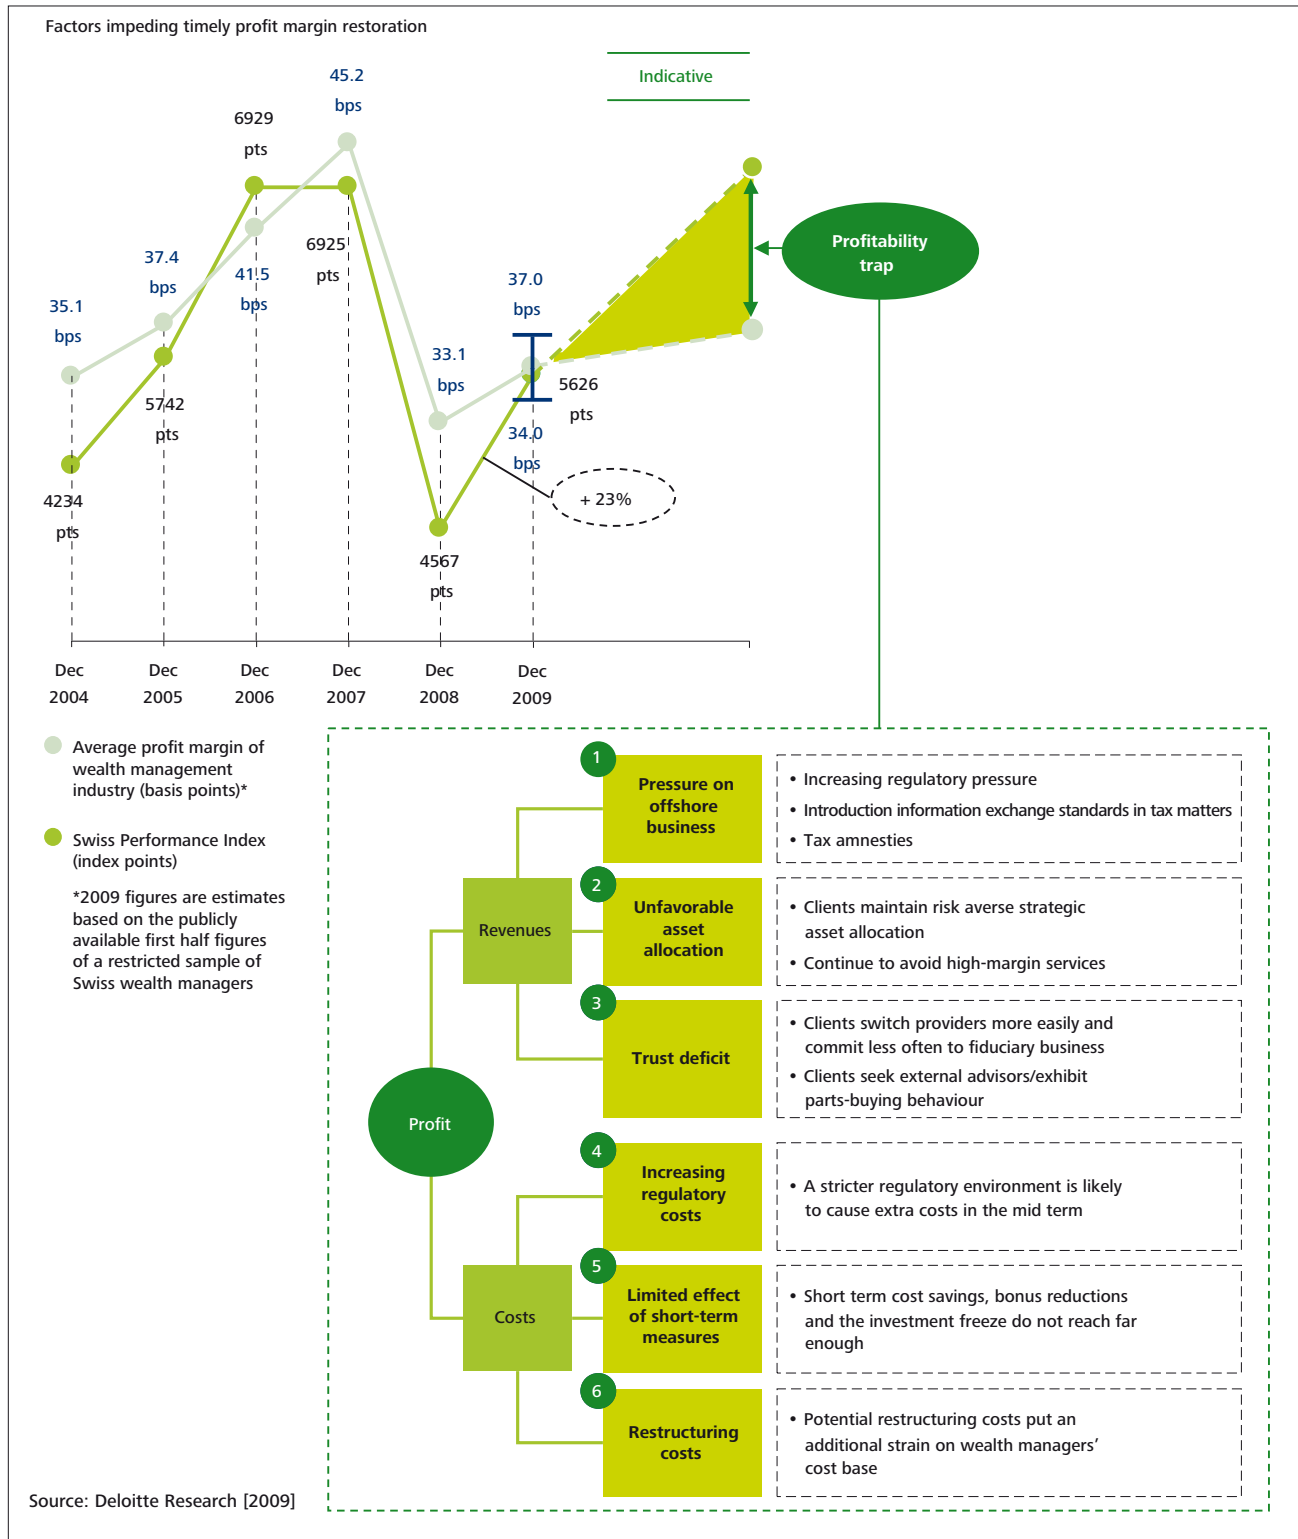 Factors impeding timely profit margin restoration
Indicative
45.2
bps
6929
pts
37.4
bps
41.5
bps
6925
pts
35.1
bps
37.0
bps
33.1
bps
5742
pts
5626
pts
34.0
bps
4234
pts
+ 23%
4567
pts
Profitability
trap
Dec
2004
Dec
2005
Dec
2006
Dec
2007
Dec
2008
Dec
2009
Average profit margin of
wealth management
industry (basis points)*
Swiss Performance Index
(index points)
*2009 figures are estimates
based on the publicly
available first half figures
of a restricted sample of
Swiss wealth managers
Profit
Revenues
1
Pressure on
offshore
business
• Increasing regulatory pressure
• Introduction information exchange standards in tax matters
• Tax amnesties
2
Unfavorable
asset
allocation
• Clients maintain risk averse strategic
asset allocation
• Continue to avoid high-margin services
3
Trust deficit
• Clients switch providers more easily and
commit less often to fiduciary business
• Clients seek external advisors/exhibit
parts-buying behaviour
Costs
4
Increasing
regulatory
costs
• A stricter regulatory environment is likely
to cause extra costs in the mid term
5
Limited effect
of short-term
measures
• Short term cost savings, bonus reductions
and the investment freeze do not reach far
enough
6
Restructuring
costs
• Potential restructuring costs put an
additional strain on wealth managers'
cost base
Source: Deloitte Research [2009]